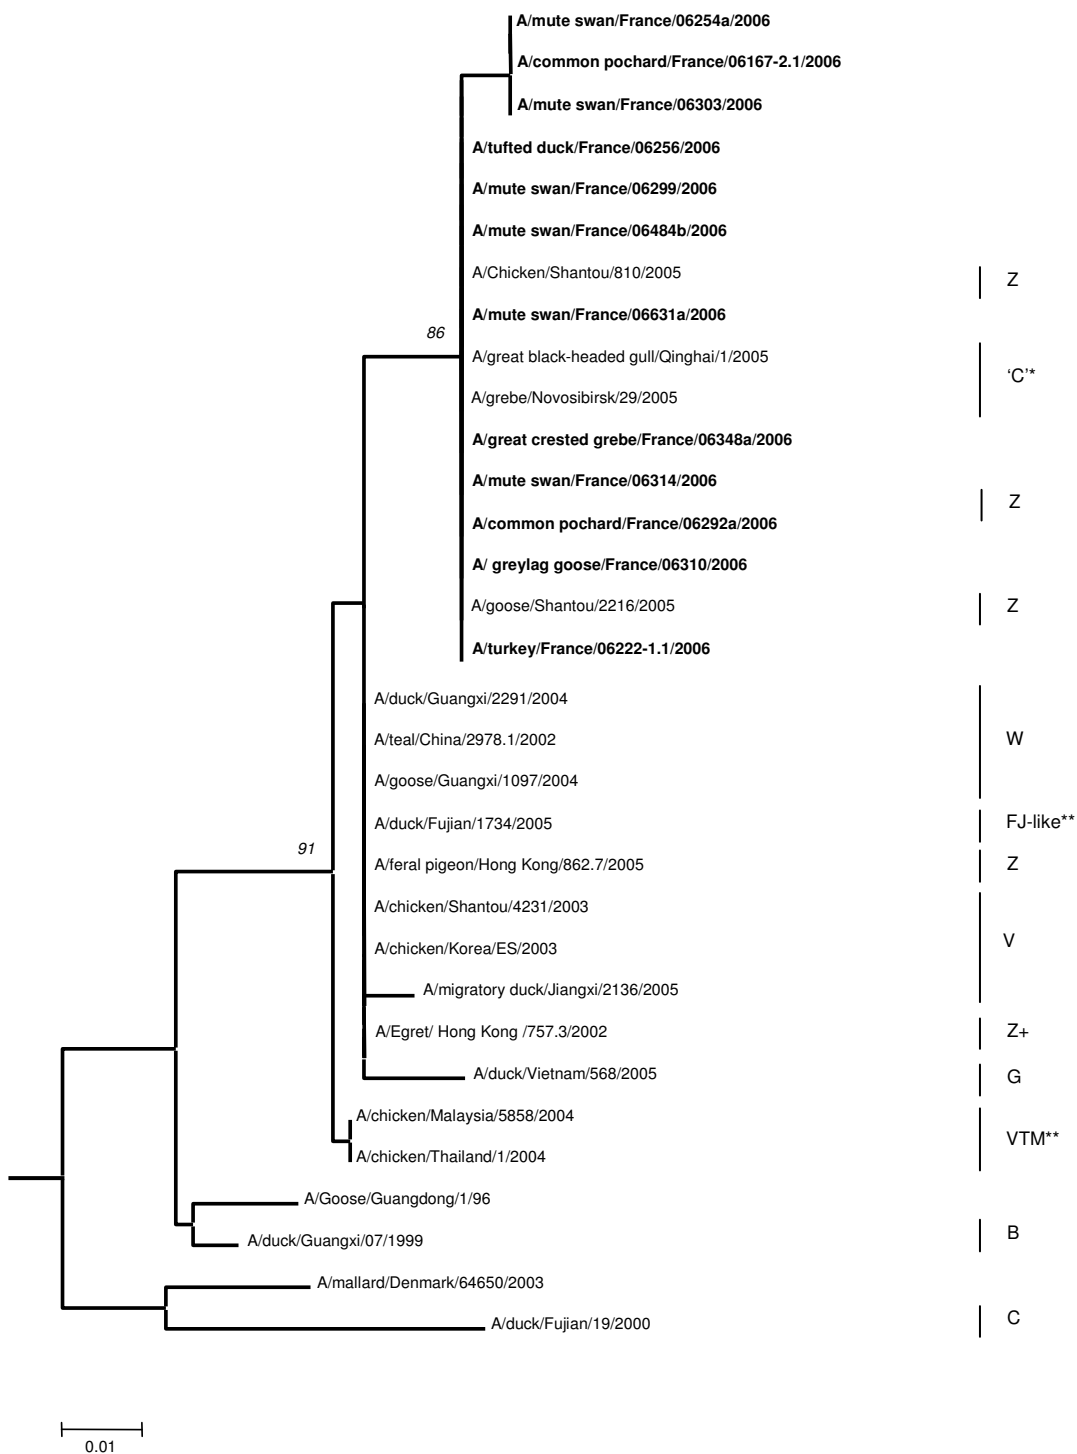 A/mute swan/France/06254a/2006
A/common pochard/France/06167-2.1/2006
A/mute swan/France/06303/2006
A/tufted duck/France/06256/2006
A/mute swan/France/06299/2006
A/mute swan/France/06484b/2006
A/Chicken/Shantou/810/2005 Z
A/mute swan/France/06631a/2006
86
A/great black-headed gull/Qinghai/1/2005
‘C’*
A/grebe/Novosibirsk/29/2005
A/great crested grebe/France/06348a/2006
A/mute swan/France/06314/2006
Z
A/common pochard/France/06292a/2006
A/ greylag goose/France/06310/2006
A/goose/Shantou/2216/2005 Z
A/turkey/France/06222-1.1/2006
A/duck/Guangxi/2291/2004
A/teal/China/2978.1/2002 W
A/goose/Guangxi/1097/2004
A/duck/Fujian/1734/2005 FJ-like**
91
A/feral pigeon/Hong Kong/862.7/2005 Z
A/chicken/Shantou/4231/2003
V
A/chicken/Korea/ES/2003
A/migratory duck/Jiangxi/2136/2005
A/Egret/ Hong Kong /757.3/2002 Z+
A/duck/Vietnam/568/2005 G
A/chicken/Malaysia/5858/2004
VTM**
A/chicken/Thailand/1/2004
A/Goose/Guangdong/1/96
A/duck/Guangxi/07/1999 B
A/mallard/Denmark/64650/2003
A/duck/Fujian/19/2000 C
0.01